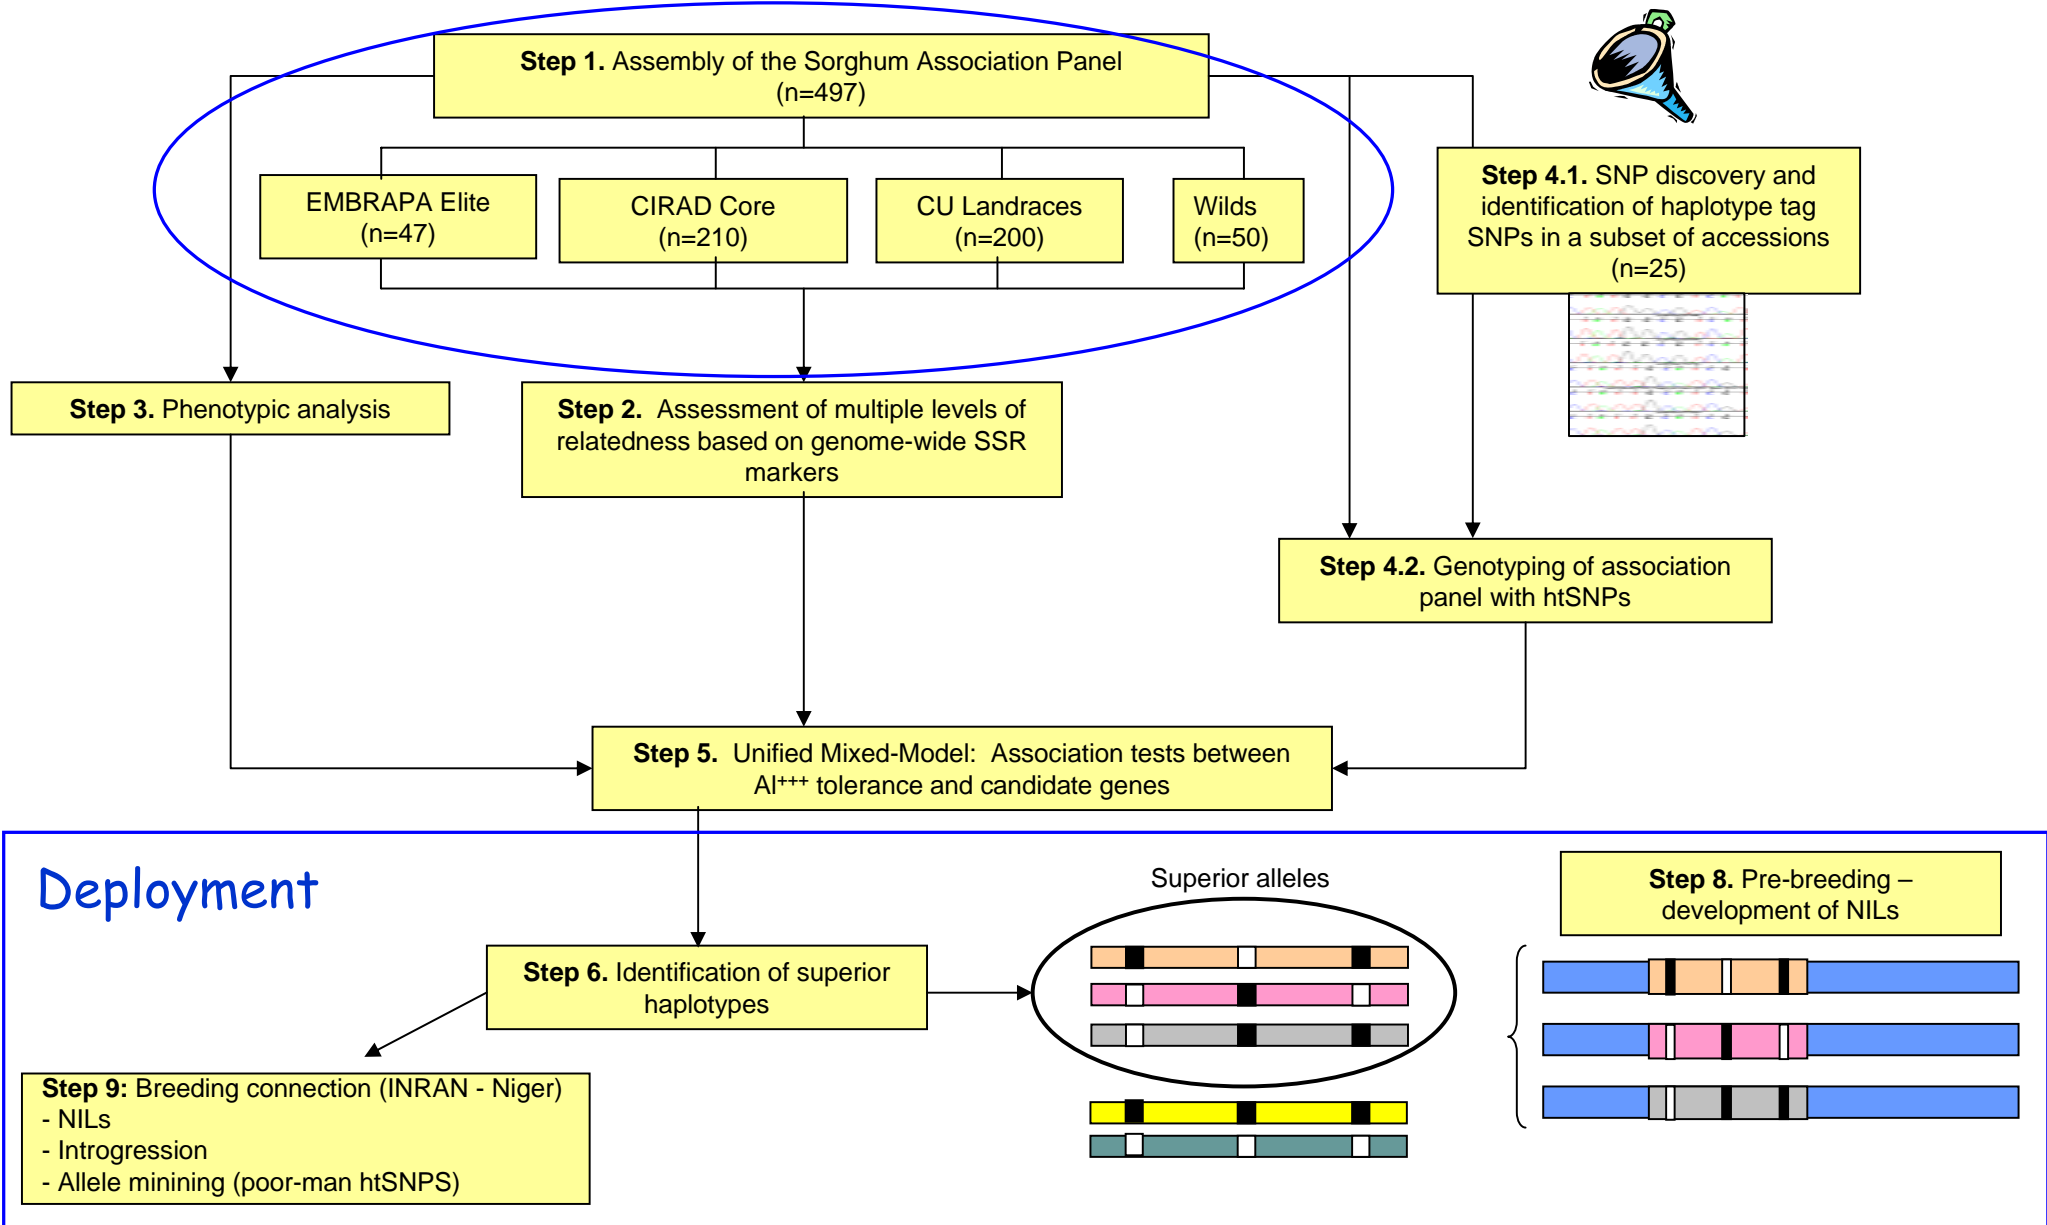 Step 1. Assembly of the Sorghum Association Panel
(n=497)
EMBRAPA Elite
(n=47)
CIRAD Core
(n=210)
CU Landraces
(n=200)
Wilds
(n=50)
Step 4.1. SNP discovery and
identification of haplotype tag
SNPs in a subset of accessions
(n=25)
Step 3. Phenotypic analysis
Step 2. Assessment of multiple levels of
relatedness based on genome-wide SSR
markers
Step 4.2. Genotyping of association
panel with htSNPs
Step 5. Unified Mixed-Model: Association tests between
Al⁺⁺⁺ tolerance and candidate genes
Deployment
Superior alleles
Step 8. Pre-breeding –
development of NILs
Step 6. Identification of superior
haplotypes
Step 9: Breeding connection (INRAN - Niger)
- NILs
- Introgression
- Allele minining (poor-man htSNPS)